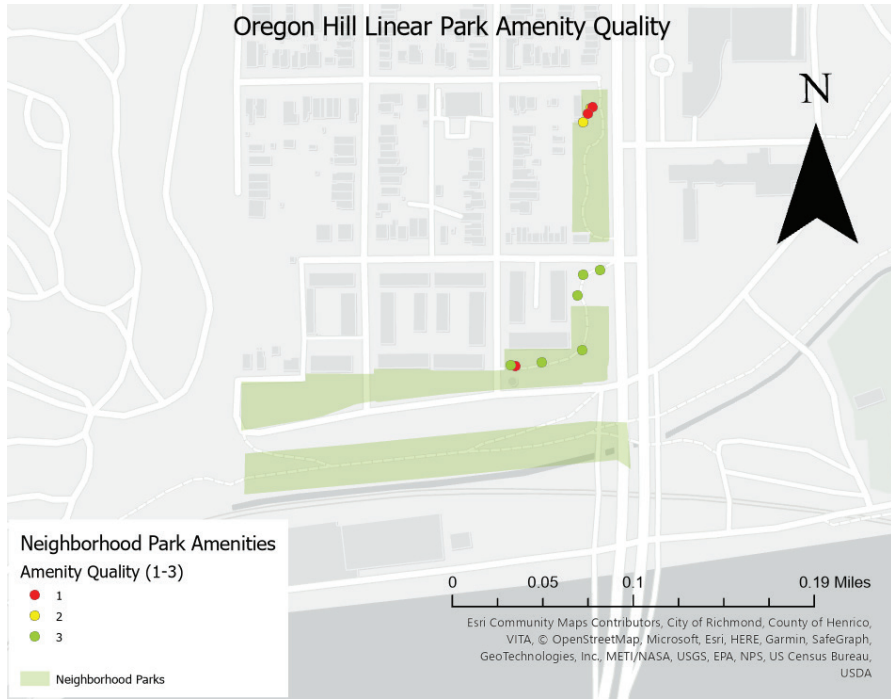 Oregon Hill Linear Park Amenity Quality
N
Neighborhood Park Amenities
Amenity Quality (1-3)
1
2
3
Neighborhood Parks
0 0.05 0.1 0.19 Miles
Esri Community Maps Contributors, City of Richmond, County of Henrico,
VITA, © OpenStreetMap, Microsoft, Esri, HERE, Garmin, SafeGraph,
GeoTechnologies, Inc., METI/NASA, USGS, EPA, NPS, US Census Bureau,
USDA